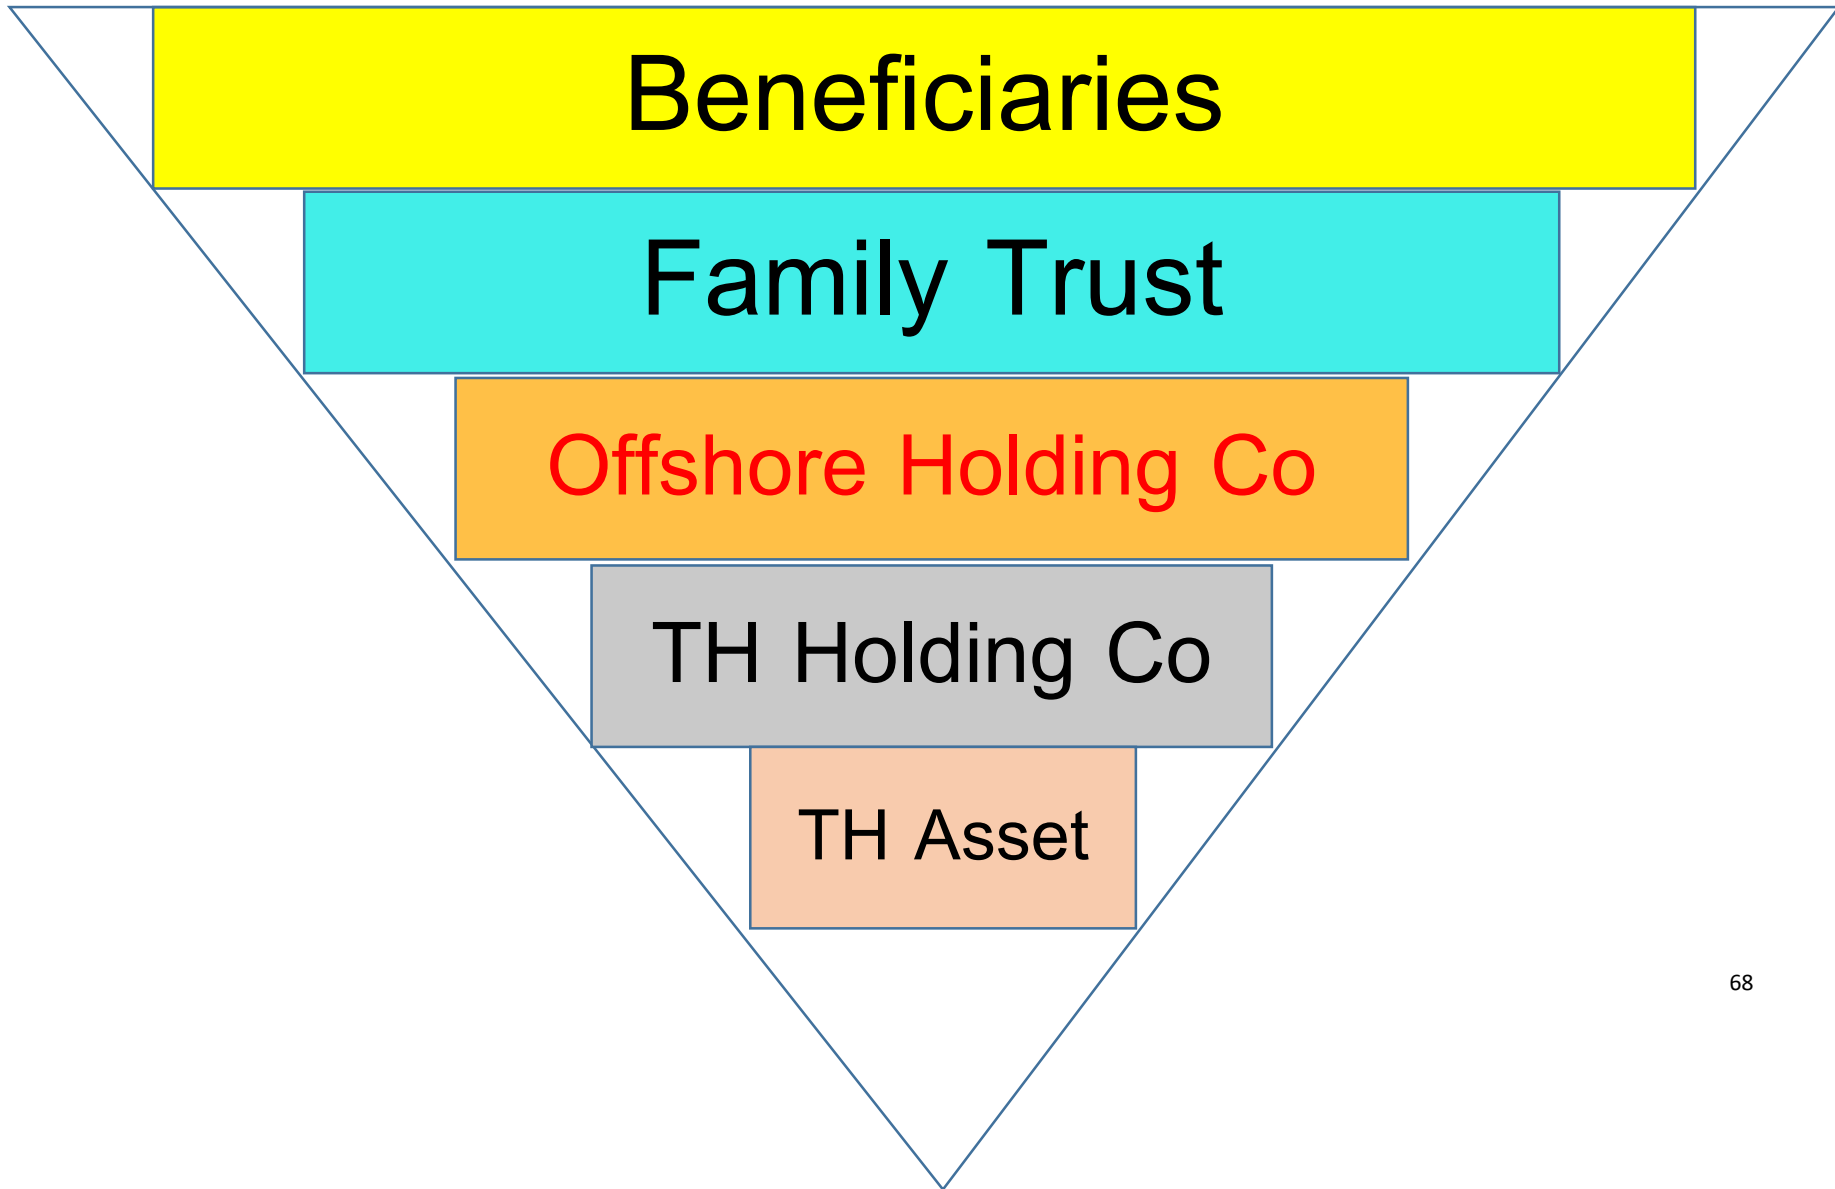 Beneficiaries
Family Trust
Offshore Holding Co
TH Holding Co
TH Asset
68